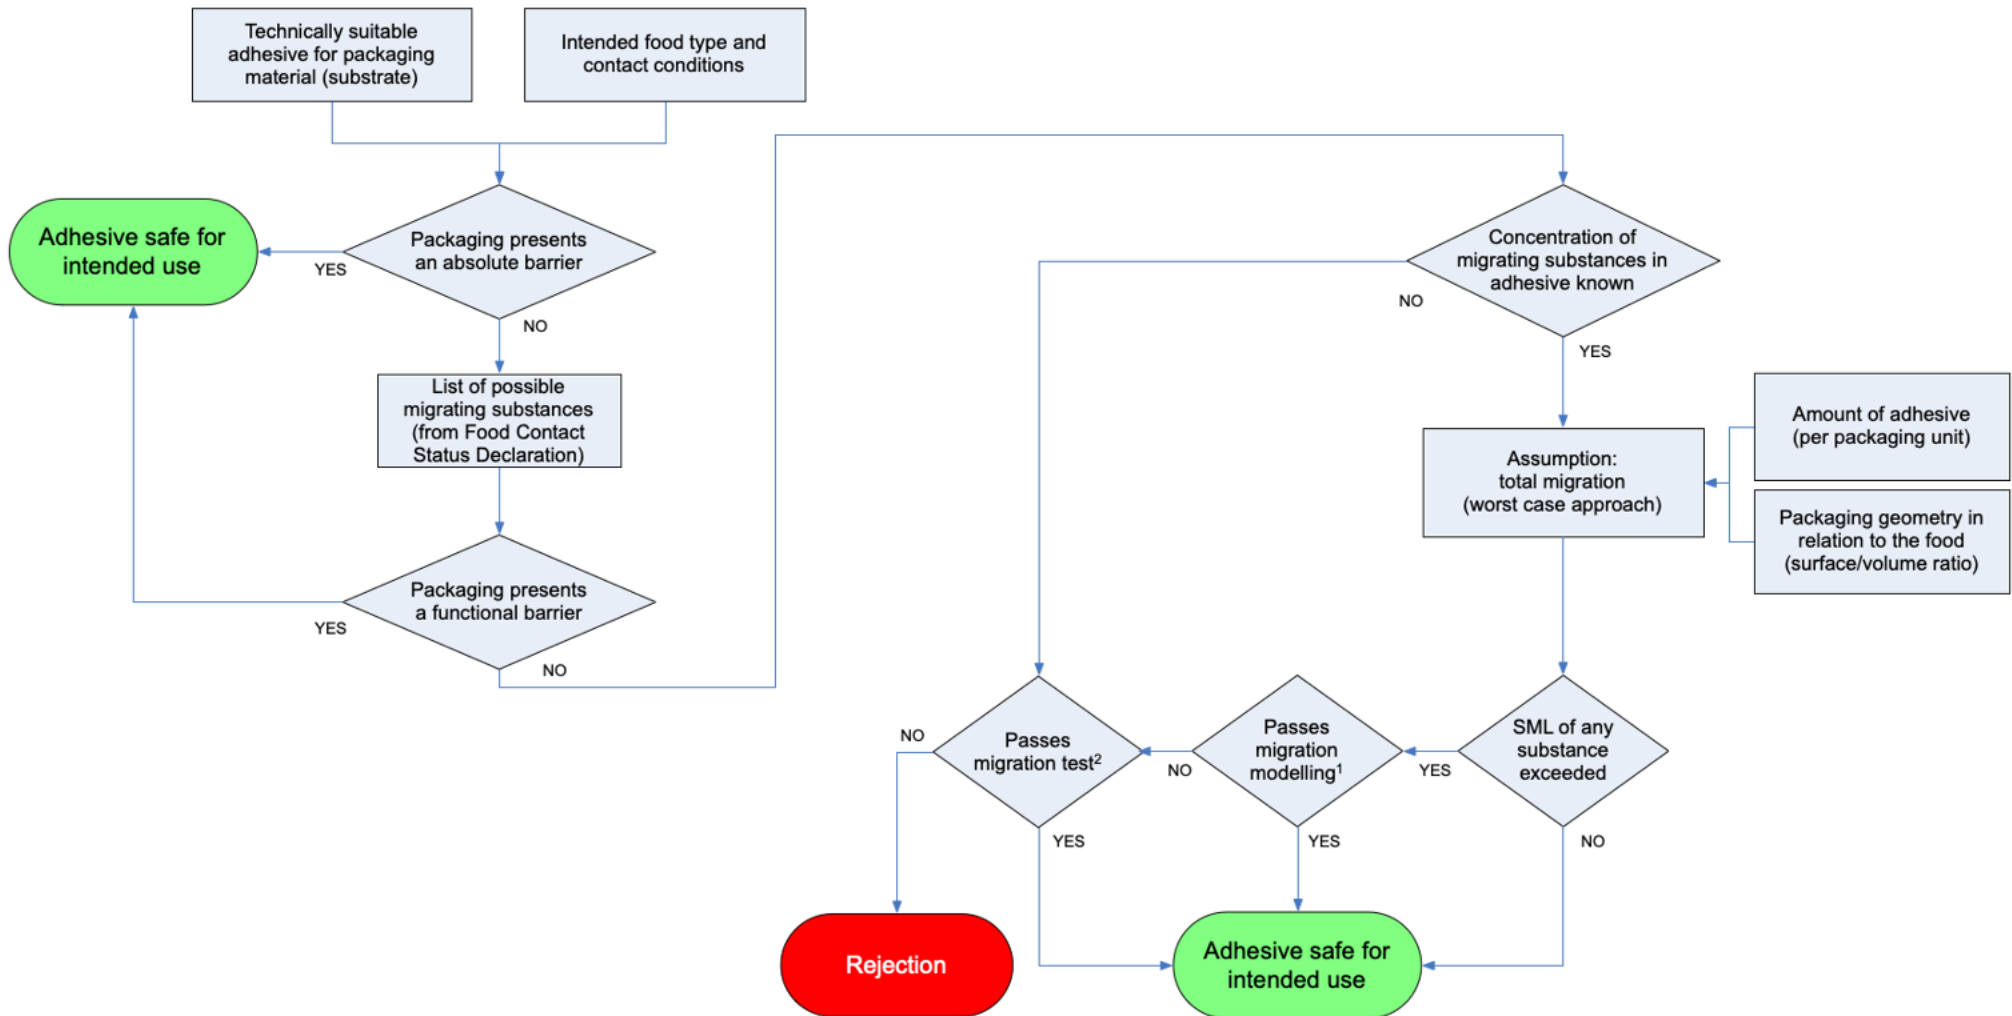 Technically suitable
adhesive for packaging
material (substrate)
Intended food type and
contact conditions
Packaging presents
an absolute barrier
YES
NO
Adhesive safe for
intended use
List of possible
migrating substances
(from Food Contact
Status Declaration)
Packaging presents
a functional barrier
YES
NO
Concentration of
migrating substances in
adhesive known
NO
YES
Assumption:
total migration
(worst case approach)
Amount of adhesive
(per packaging unit)
Packaging geometry in
relation to the food
(surface/volume ratio)
SML of any
substance
exceeded
YES
NO
Passes
migration
modelling¹
NO
YES
Passes
migration test²
NO
YES
Rejection
Adhesive safe for
intended use